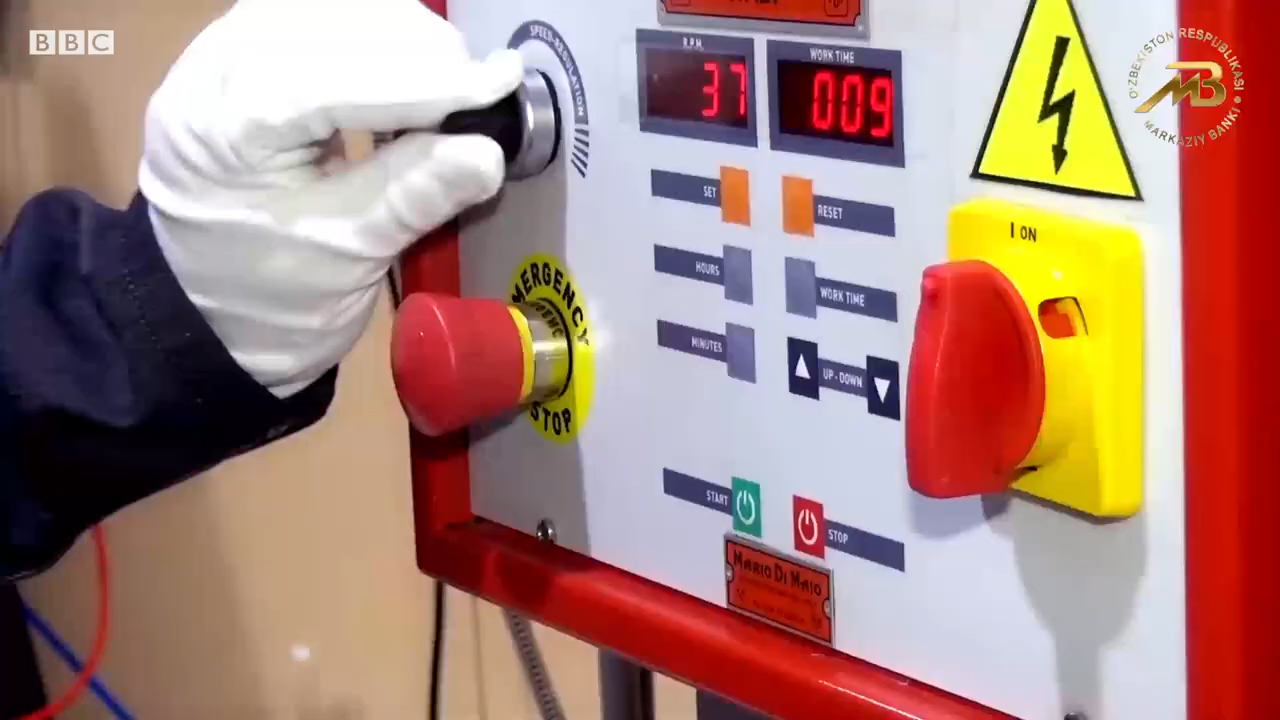 BBC
O'ZBEKISTON RESPUBLIKASI
MB
MARKAZIY BANKI
SPEED-REGULATION
R.P.M.
37
WORK TIME
009
SET
RESET
HOURS
WORK TIME
MINUTES
UP - DOWN
EMERGENCY
STOP
I ON
START
STOP
MARIO DI MAIO